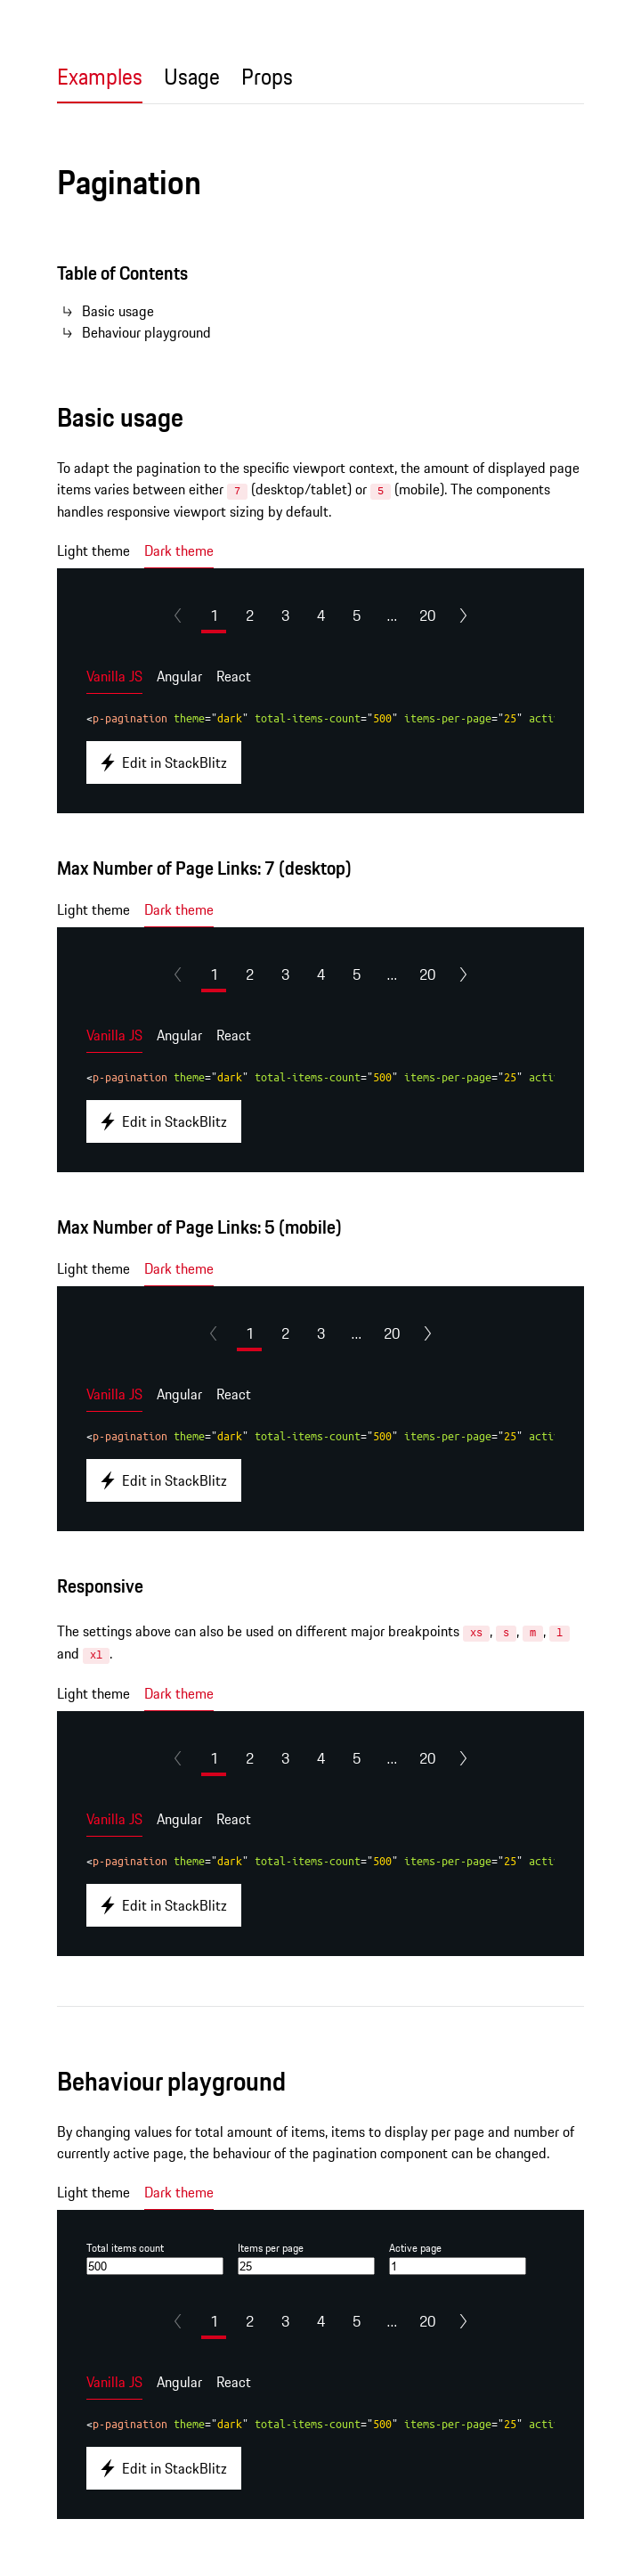 Examples Usage Props
Pagination
Table of Contents
Basic usage
Behaviour playground
Basic usage
To adapt the pagination to the specific viewport context, the amount of displayed page
items varies between either 7 (desktop/tablet) or 5 (mobile). The components
handles responsive viewport sizing by default.
Light theme Dark theme
1 2 3 4 5 ... 20
Vanilla JS Angular React
<p-pagination theme="dark" total-items-count="500" items-per-page="25" acti
Edit in StackBlitz
Max Number of Page Links: 7 (desktop)
Light theme Dark theme
1 2 3 4 5 ... 20
Vanilla JS Angular React
<p-pagination theme="dark" total-items-count="500" items-per-page="25" acti
Edit in StackBlitz
Max Number of Page Links: 5 (mobile)
Light theme Dark theme
1 2 3 ... 20
Vanilla JS Angular React
<p-pagination theme="dark" total-items-count="500" items-per-page="25" acti
Edit in StackBlitz
Responsive
The settings above can also be used on different major breakpoints xs, s, m, l
and xl.
Light theme Dark theme
1 2 3 4 5 ... 20
Vanilla JS Angular React
<p-pagination theme="dark" total-items-count="500" items-per-page="25" acti
Edit in StackBlitz
Behaviour playground
By changing values for total amount of items, items to display per page and number of
currently active page, the behaviour of the pagination component can be changed.
Light theme Dark theme
Total items count Items per page Active page
500 25 1
1 2 3 4 5 ... 20
Vanilla JS Angular React
<p-pagination theme="dark" total-items-count="500" items-per-page="25" acti
Edit in StackBlitz